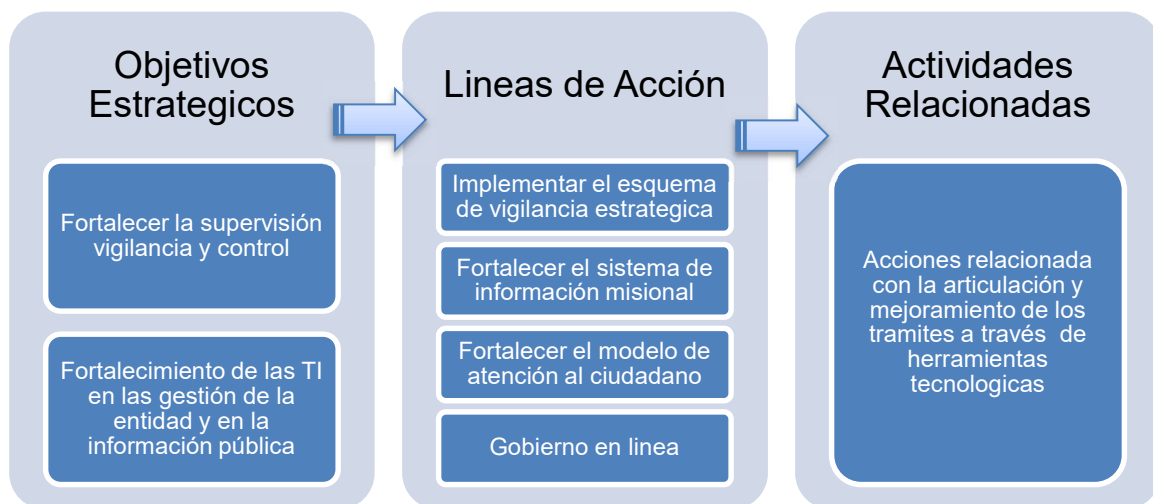 Objetivos
Estrategicos
Fortalecer la supervisión
vigilancia y control
Fortalecimiento de las TI
en las gestión de la
entidad y en la
información pública
Lineas de Acción
Implementar el esquema
de vigilancia estrategica
Fortalecer el sistema de
información misional
Fortalecer el modelo de
atención al ciudadano
Gobierno en linea
Actividades
Relacionadas
Acciones relacionada
con la articulación y
mejoramiento de los
tramites a través de
herramientas
tecnologicas